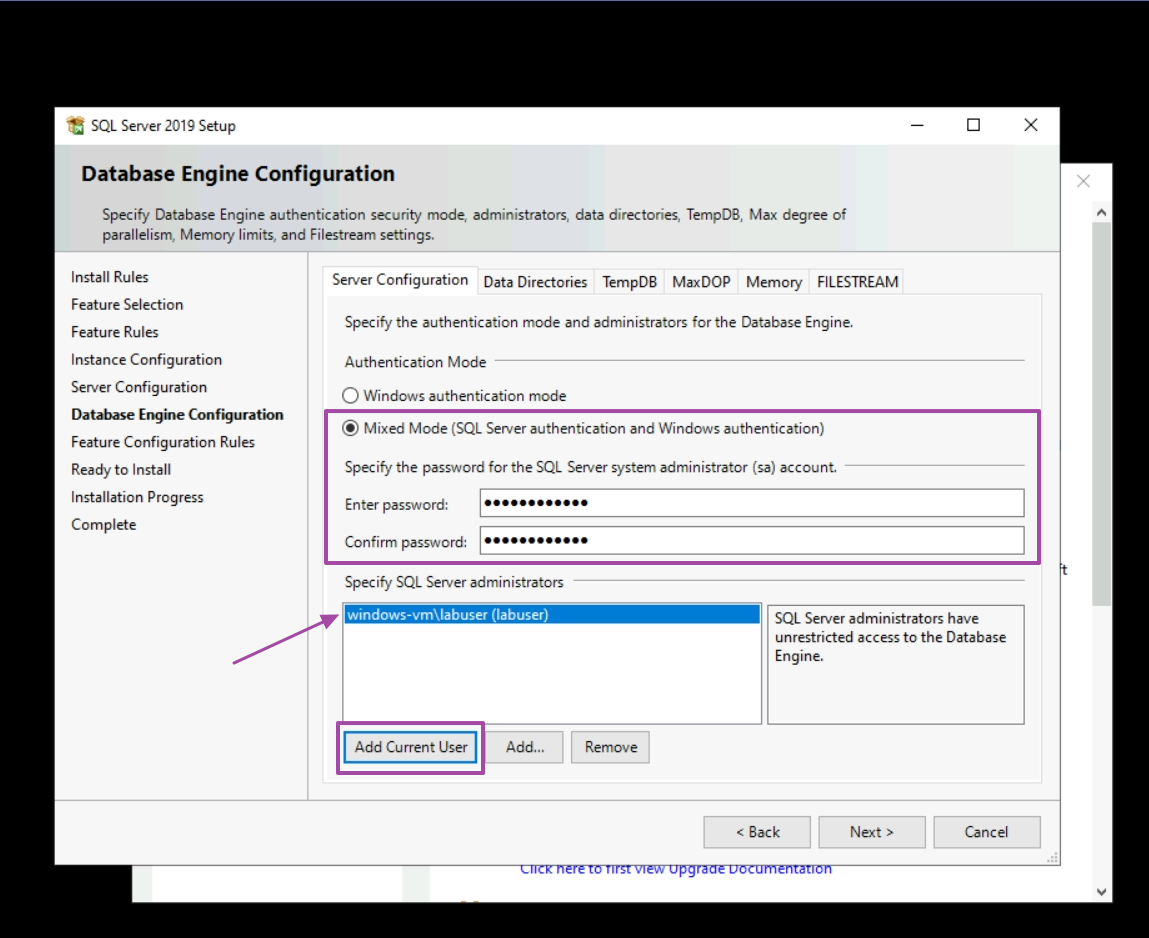 SQL Server 2019 Setup
Database Engine Configuration
Specify Database Engine authentication security mode, administrators, data directories, TempDB, Max degree of
parallelism, Memory limits, and Filestream settings.
Install Rules
Feature Selection
Feature Rules
Instance Configuration
Server Configuration
Database Engine Configuration
Feature Configuration Rules
Ready to Install
Installation Progress
Complete
Server Configuration Data Directories TempDB MaxDOP Memory FILESTREAM
Specify the authentication mode and administrators for the Database Engine.
Authentication Mode
Windows authentication mode
Mixed Mode (SQL Server authentication and Windows authentication)
Specify the password for the SQL Server system administrator (sa) account.
Enter password: ●●●●●●●●●●●●
Confirm password: ●●●●●●●●●●●●
Specify SQL Server administrators
windows-vm\labuser (labuser)
SQL Server administrators have
unrestricted access to the Database
Engine.
Add Current User Add... Remove
< Back Next > Cancel
Click here to first view Upgrade Documentation